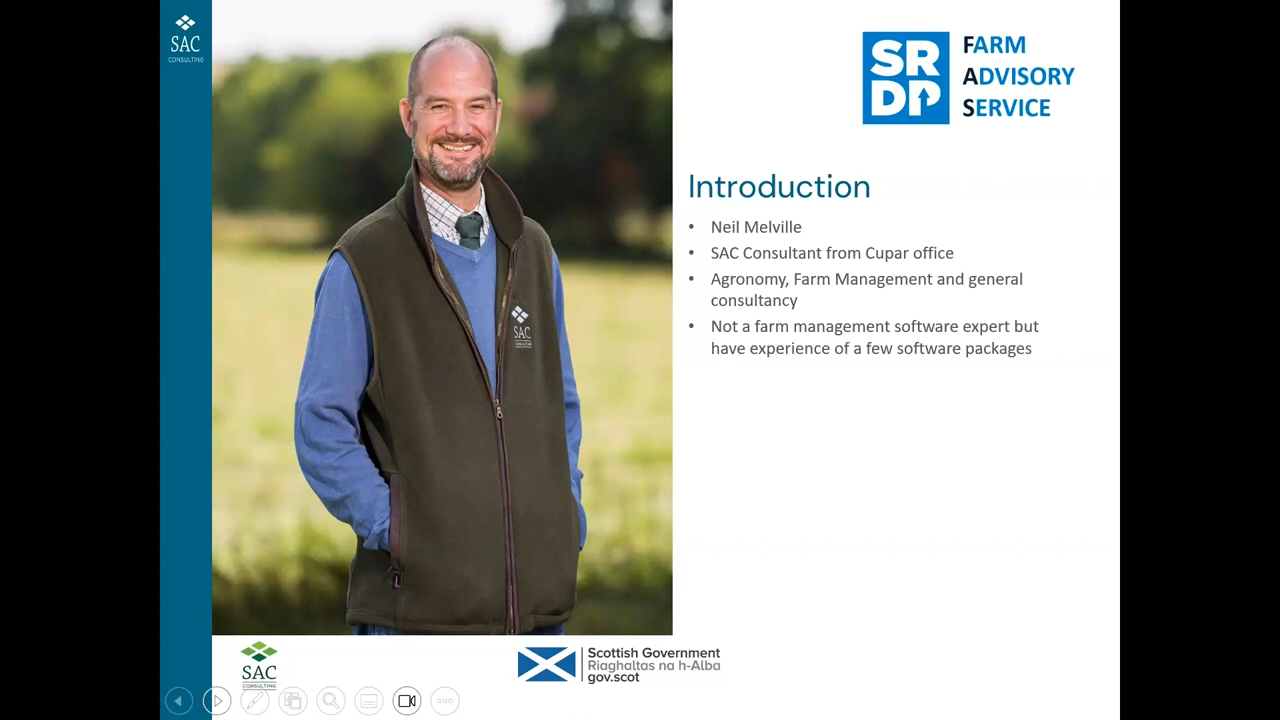 SAC
CONSULTING
SR
DP
FARM
ADVISORY
SERVICE
Introduction
• Neil Melville
• SAC Consultant from Cupar office
• Agronomy, Farm Management and general
consultancy
• Not a farm management software expert but
have experience of a few software packages
SAC
SAC
CONSULTING
Scottish Government
Riaghaltas na h-Alba
gov.scot